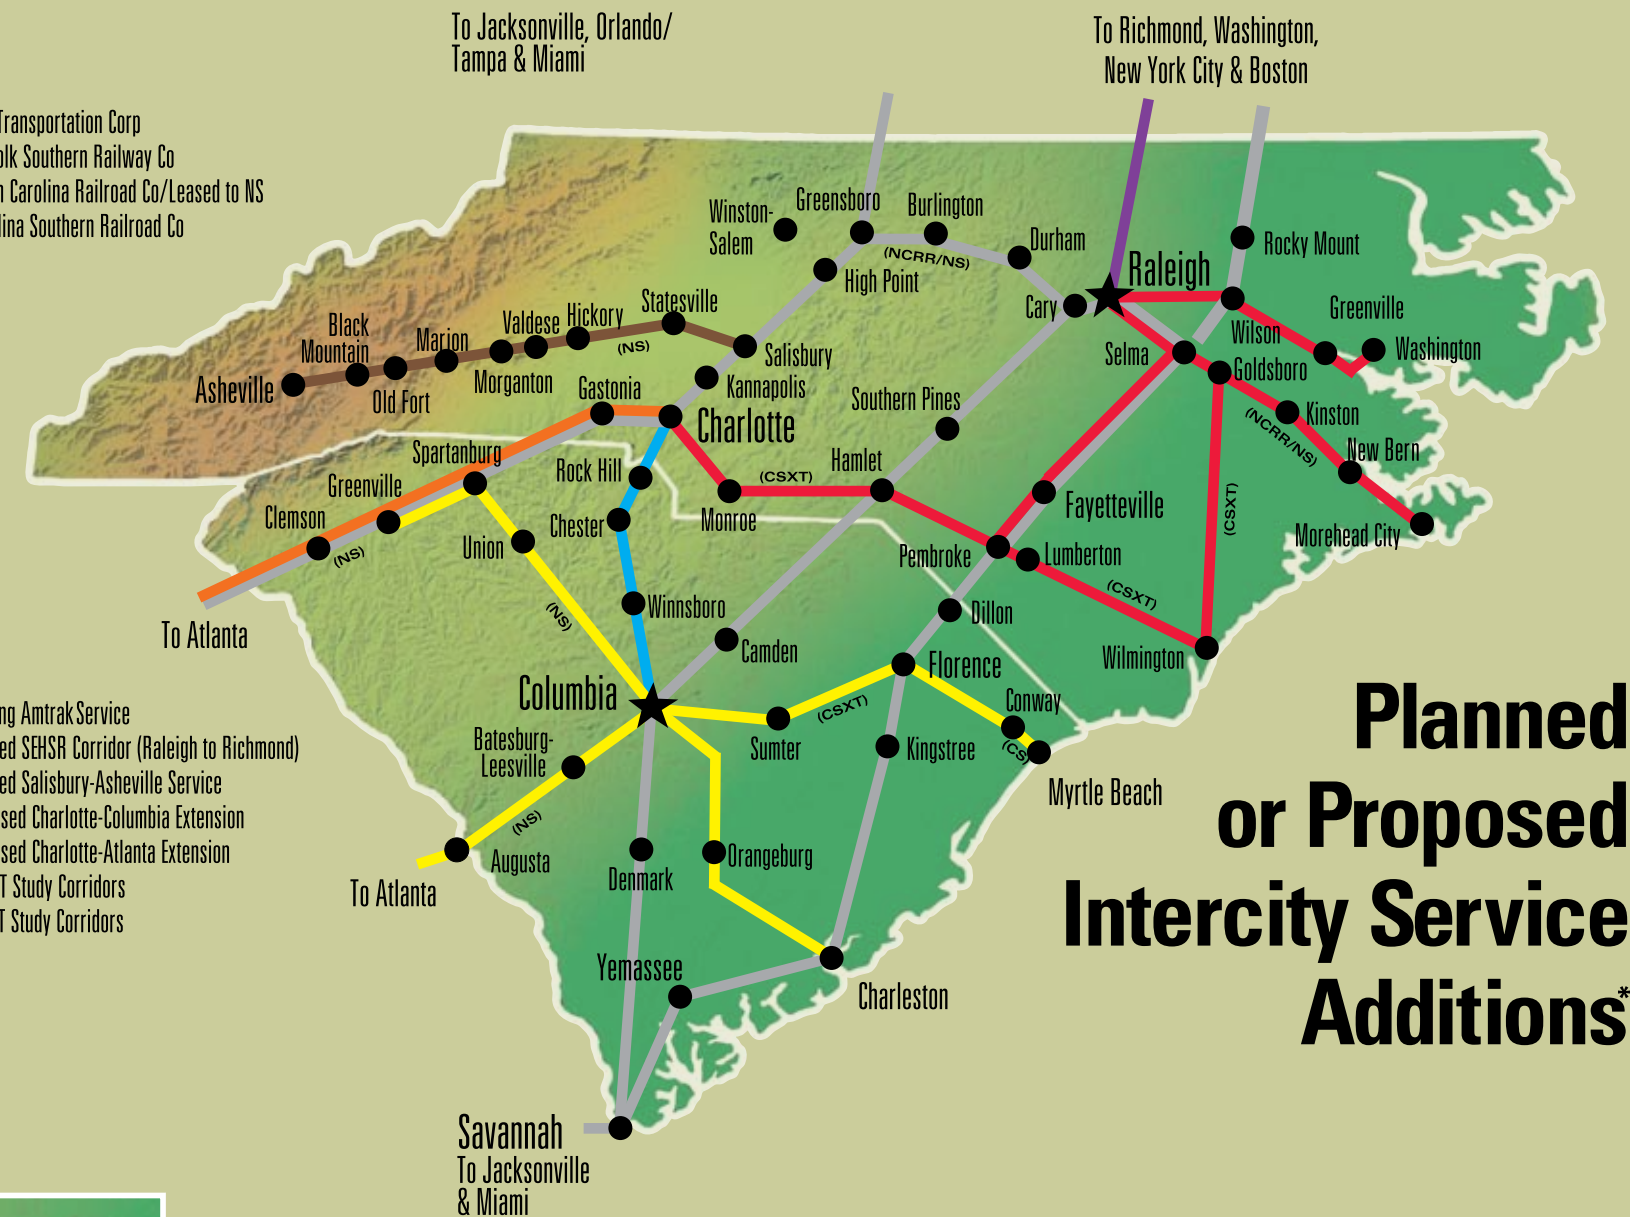 To Jacksonville, Orlando/
Tampa & Miami
To Richmond, Washington,
New York City & Boston
Transportation Corp
Southern Railway Co
Carolina Railroad Co/Leased to NS
Southern Railroad Co
Winston-
Salem
Greensboro
Burlington
(NCRR/NS)
Durham
High Point
Cary
Raleigh
Rocky Mount
Wilson
Greenville
Washington
Selma
Goldsboro
Kinston
(NCRR/NS)
New Bern
Morehead City
Statesville
Hickory
Valdese
(NS)
Marion
Black
Mountain
Asheville
Old Fort
Morganton
Salisbury
Kannapolis
Gastonia
Charlotte
Southern Pines
Spartanburg
Greenville
Clemson
(NS)
Union
(NS)
Rock Hill
Chester
Monroe
(CSXT)
Hamlet
Fayetteville
Pembroke
Lumberton
(CSXT)
(CSXT)
Wilmington
To Atlanta
Winnsboro
Camden
Dillon
Florence
Columbia
Conway
(CS)
Sumter
(CSXT)
Kingstree
Myrtle Beach
Batesburg-
Leesville
(NS)
Augusta
To Atlanta
Denmark
Orangeburg
Yemassee
Charleston
Savannah
To Jacksonville
& Miami
Amtrak Service
SEHSR Corridor (Raleigh to Richmond)
Salisbury-Asheville Service
Charlotte-Columbia Extension
Charlotte-Atlanta Extension
Study Corridors
Study Corridors
Planned
or Proposed
Intercity Service
Additions*